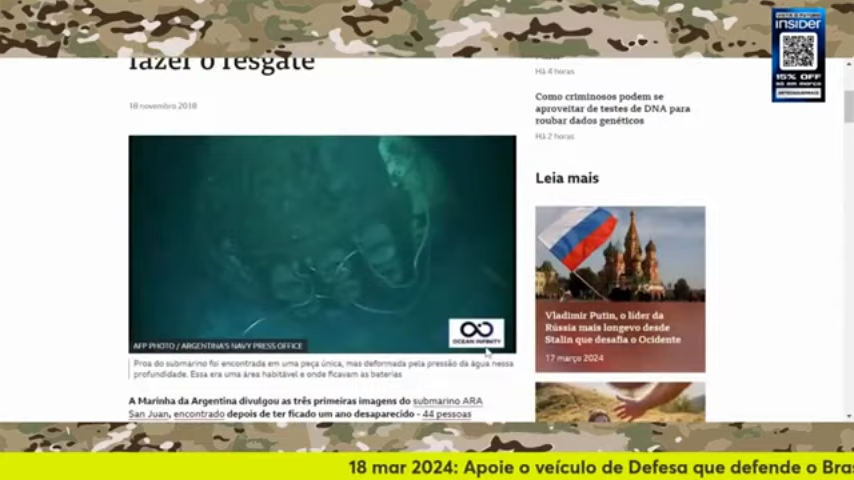 fazer o resgate
18 novembro 2018
AFP PHOTO / ARGENTINA'S NAVY PRESS OFFICE
OCEAN INFINITY
Proa do submarino foi encontrada em uma peça única, mas deformada pela pressão da água nessa
profundidade. Essa era uma área habitável e onde ficavam as baterias
A Marinha da Argentina divulgou as três primeiras imagens do submarino ARA
San Juan, encontrado depois de ter ficado um ano desaparecido - 44 pessoas
Há 4 horas
Como criminosos podem se
aproveitar de testes de DNA para
roubar dados genéticos
Há 2 horas
Leia mais
Vladimir Putin, o líder da
Rússia mais longevo desde
Stalin que desafia o Ocidente
17 março 2024
insider
15% OFF
18 mar 2024: Apoie o veículo de Defesa que defende o Bras